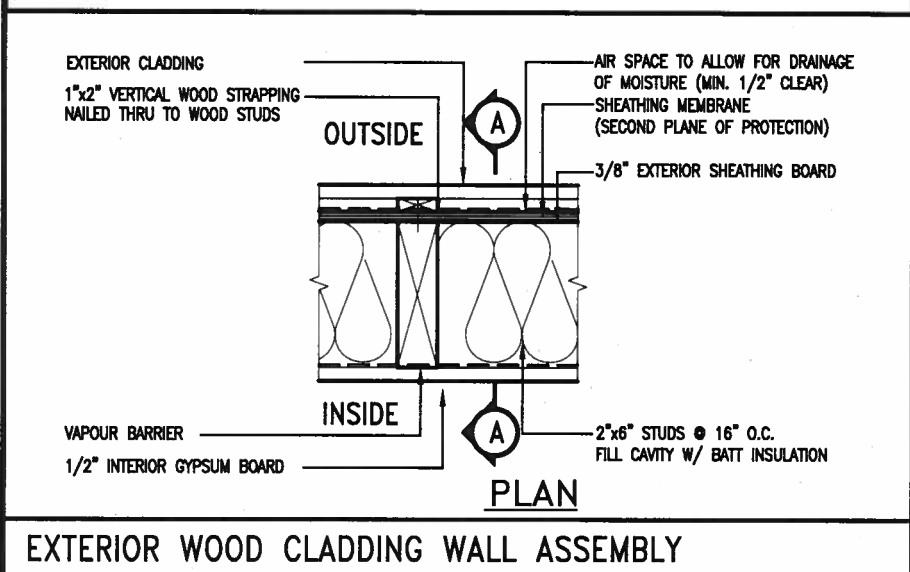 EXTERIOR CLADDING
1"x2" VERTICAL WOOD STRAPPING
NAILED THRU TO WOOD STUDS
OUTSIDE
A
AIR SPACE TO ALLOW FOR DRAINAGE
OF MOISTURE (MIN. 1/2" CLEAR)
SHEATHING MEMBRANE
(SECOND PLANE OF PROTECTION)
3/8" EXTERIOR SHEATHING BOARD
INSIDE
A
VAPOUR BARRIER
1/2" INTERIOR GYPSUM BOARD
2"x6" STUDS @ 16" O.C.
FILL CAVITY W/ BATT INSULATION
PLAN
EXTERIOR WOOD CLADDING WALL ASSEMBLY